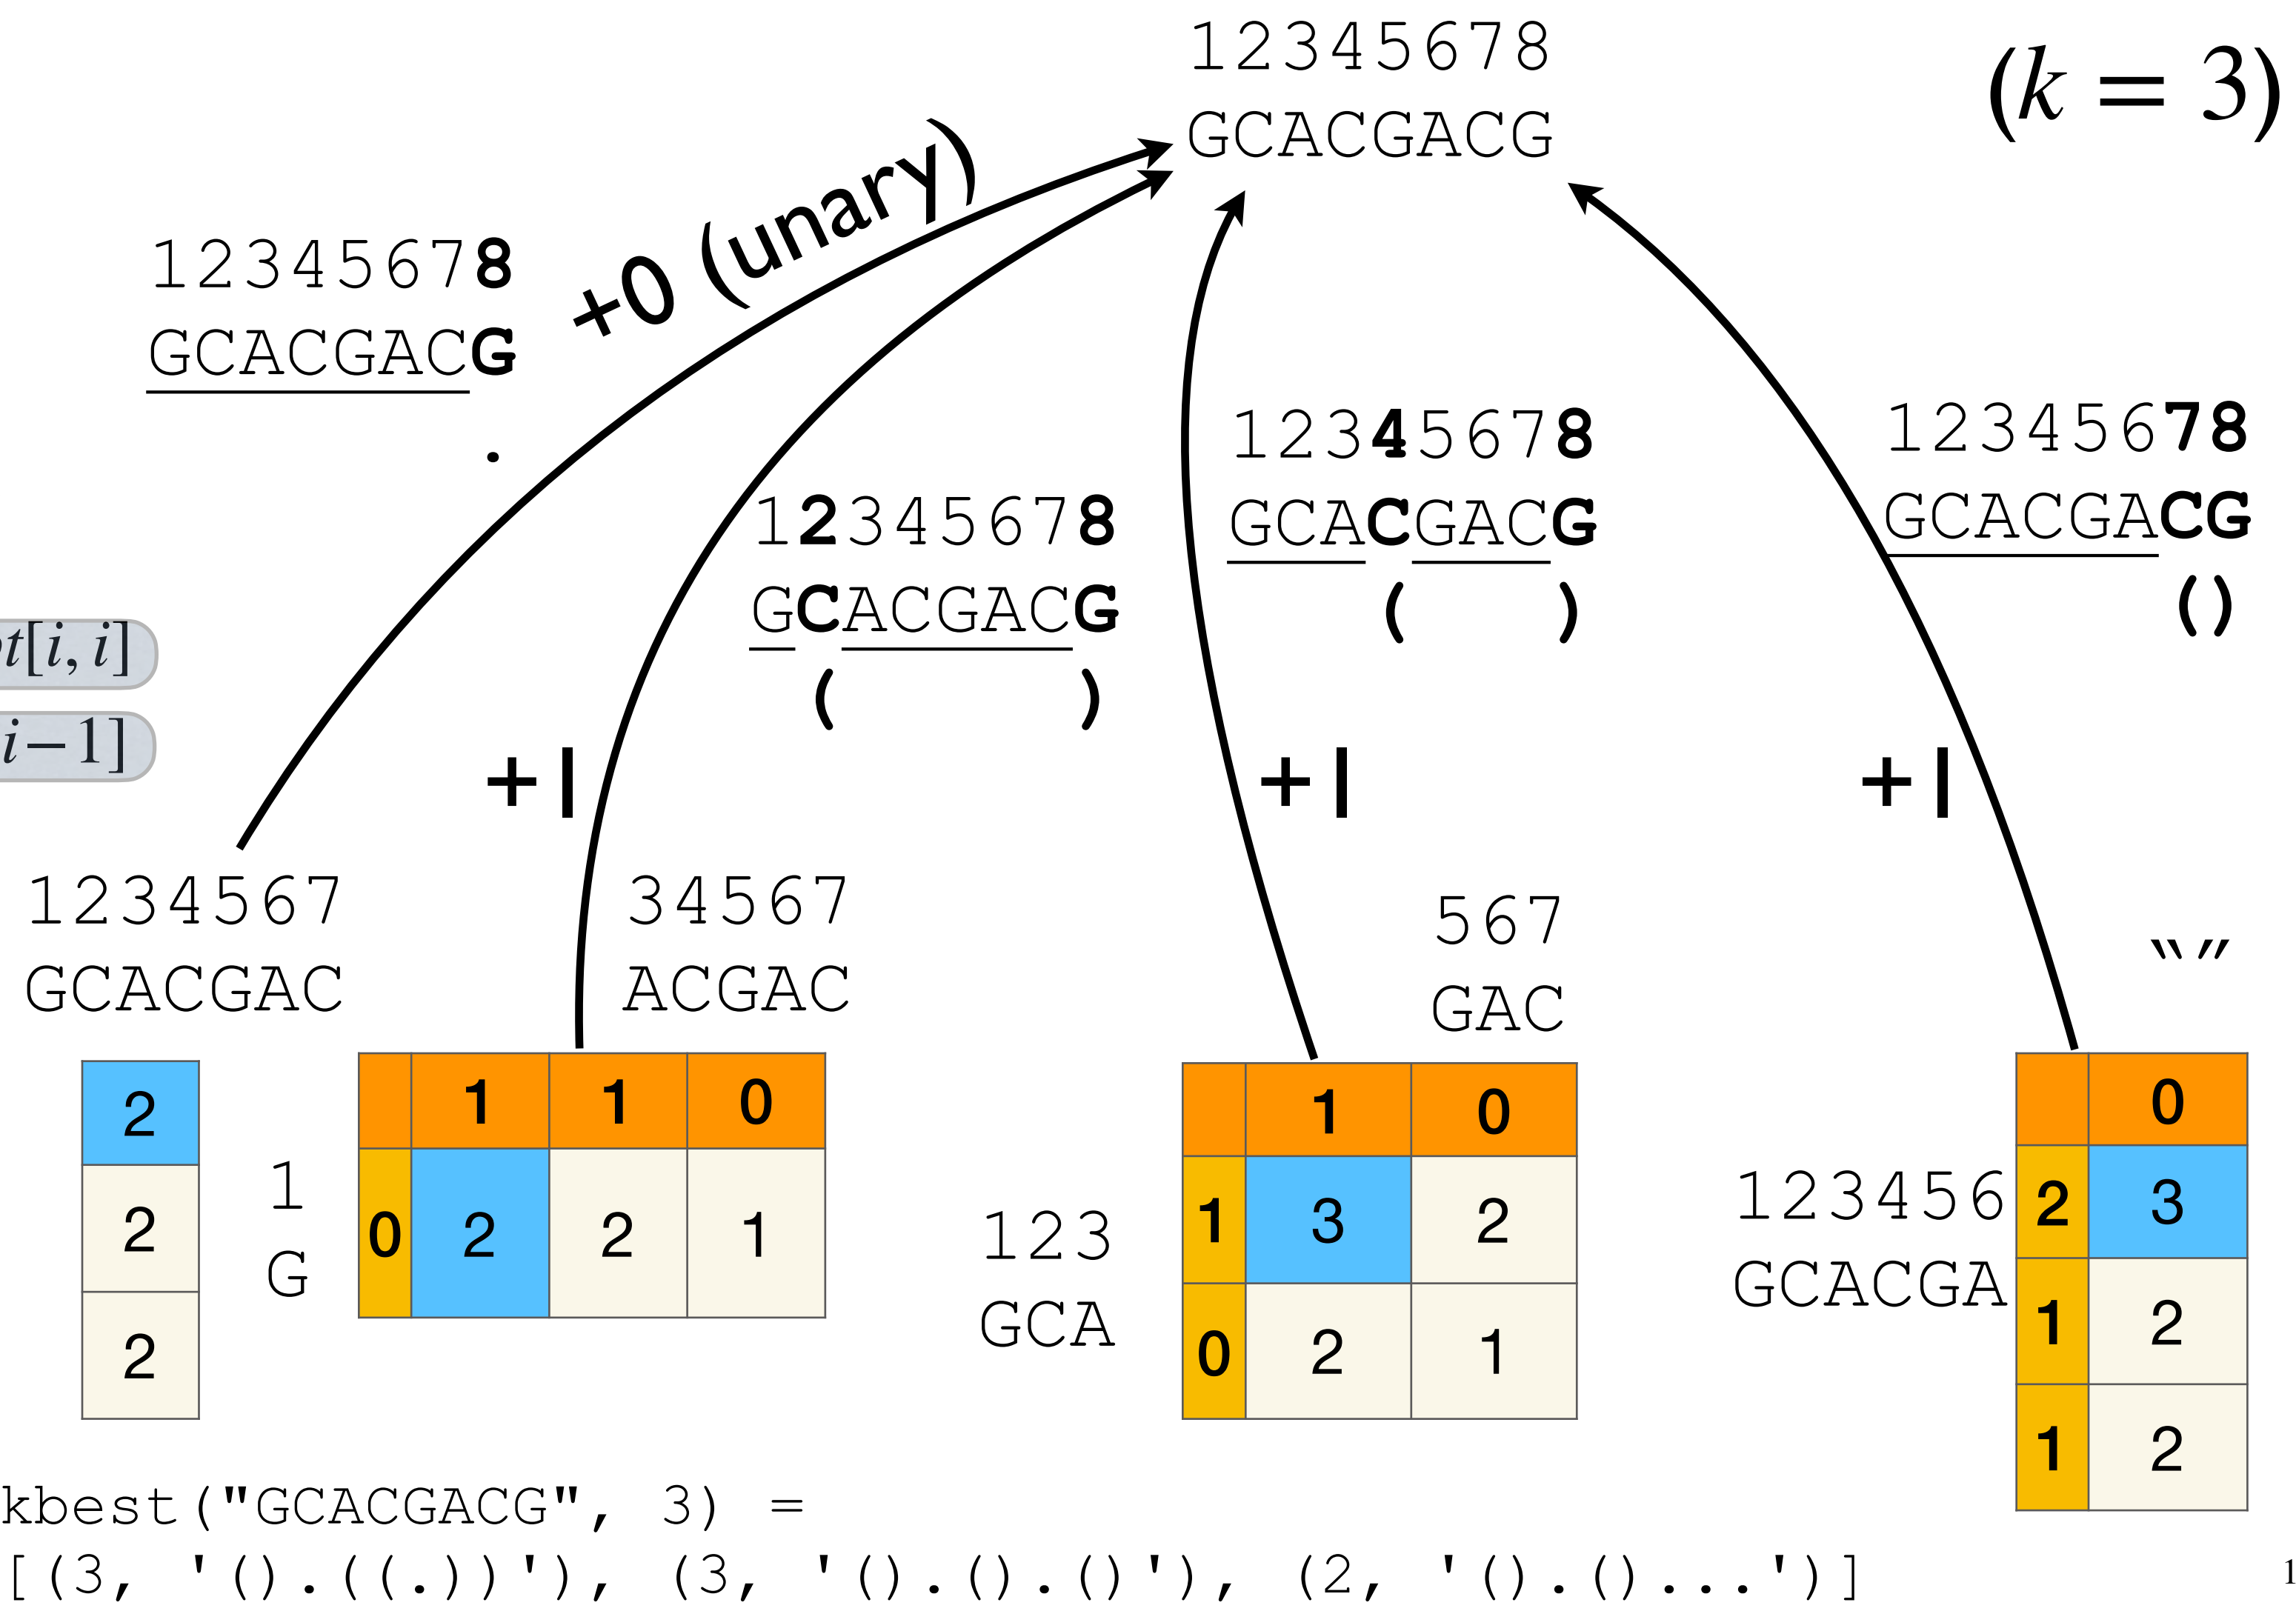 12345678
GCACGACG
(k = 3)
+0 (unary)
12345678
GCACGACG
.
12345678
GCACGACG
( )
12345678
GCACGACG
( )
12345678
GCACGACG
()
t[i, i]
i−1]
+1
+1
+1
1234567
GCACGAC
2
2
2
34567
ACGAC
1
G
1 1 0
0 2 2 1
567
GAC
123
GCA
1 0
1 3 2
0 2 1
“”
123456
GCACGA
0
2 3
1 2
1 2
kbest("GCACGACG", 3) =
[(3, '().((.))'), (3, '().().()'), (2, '().()...')]
1